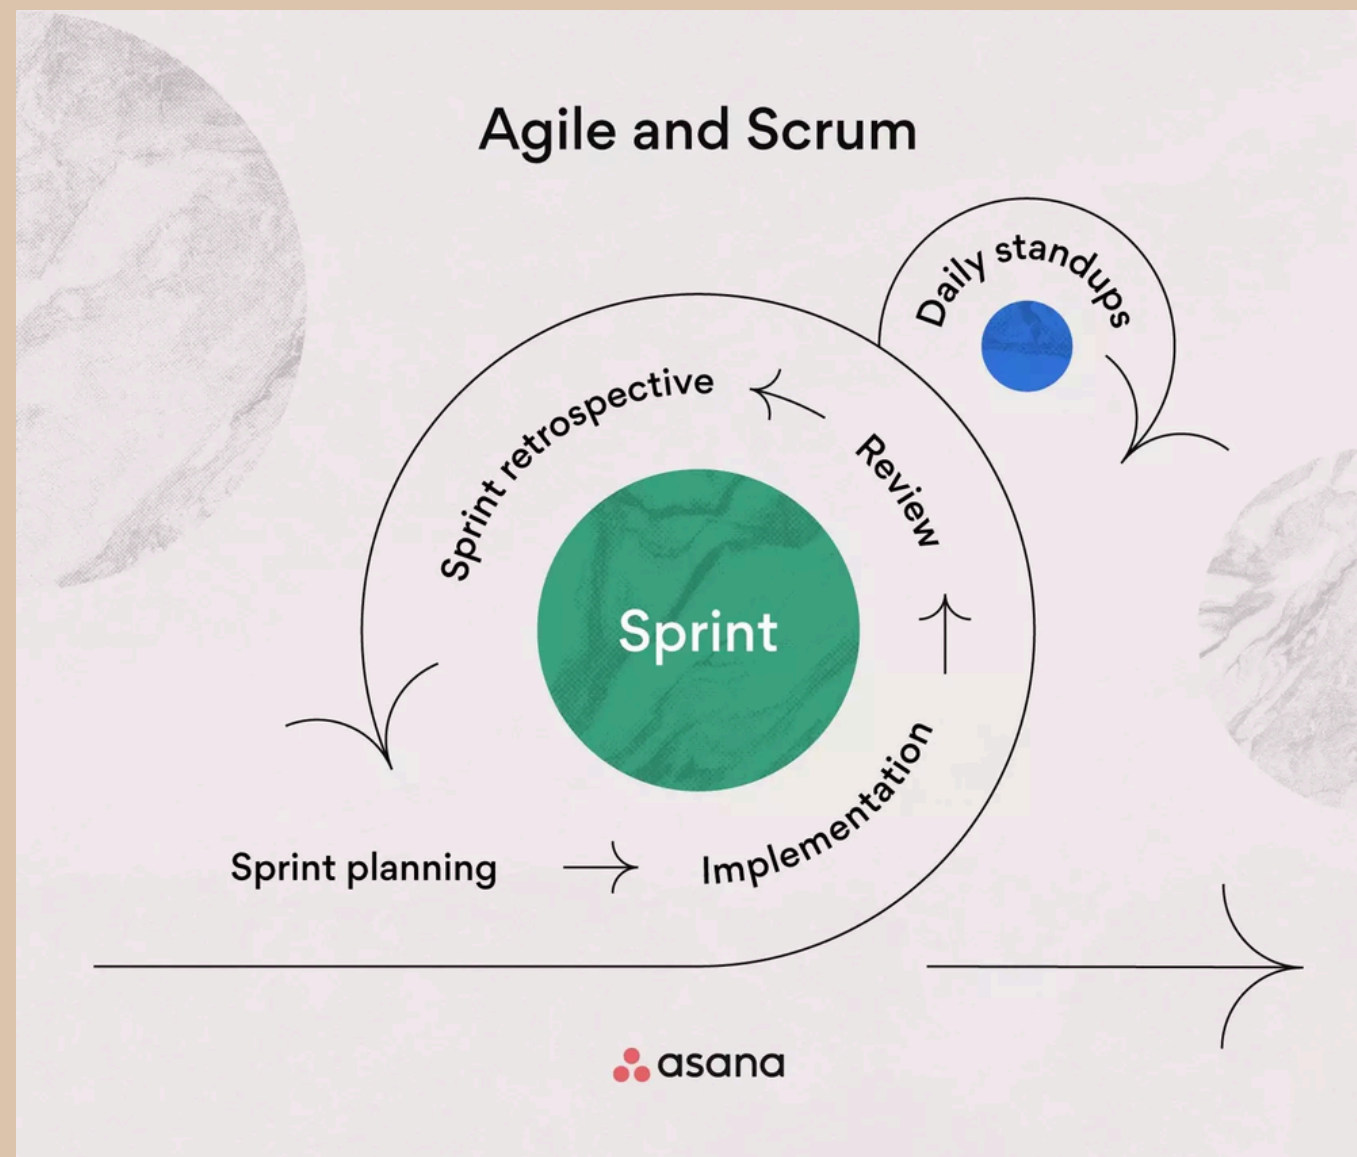 Agile and Scrum
Daily standups
Sprint retrospective
Review
Sprint
Implementation
Sprint planning
asana